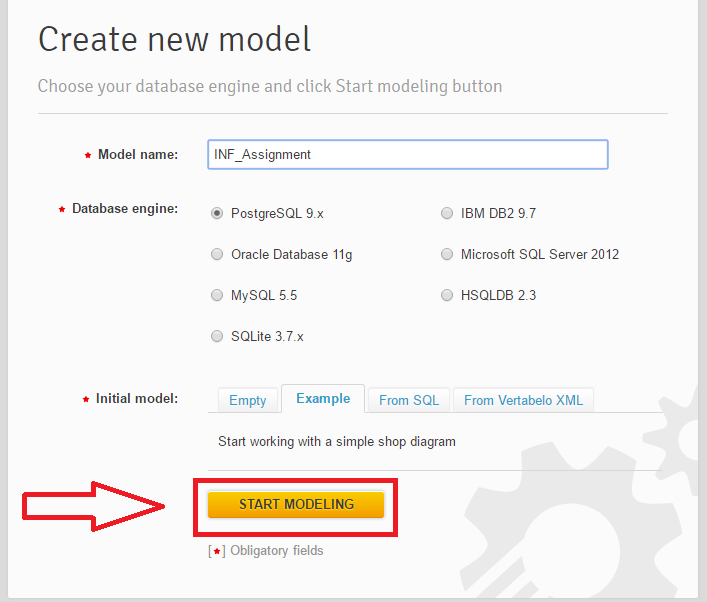 Create new model
Choose your database engine and click Start modeling button
* Model name: INF_Assignment
* Database engine: PostgreSQL 9.x IBM DB2 9.7
Oracle Database 11g Microsoft SQL Server 2012
MySQL 5.5 HSQLDB 2.3
SQLite 3.7.x
* Initial model: Empty Example From SQL From Vertabelo XML
Start working with a simple shop diagram
START MODELING
[*] Obligatory fields